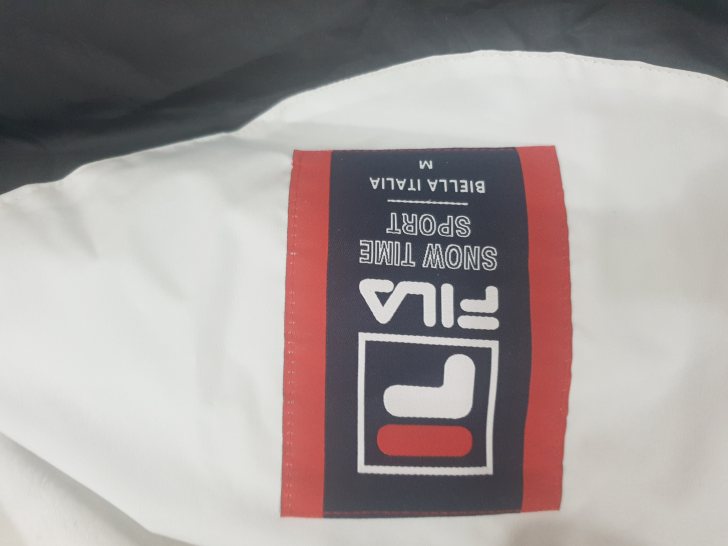 FILA
SNOW TIME
SPORT
BIELLA ITALIA
M